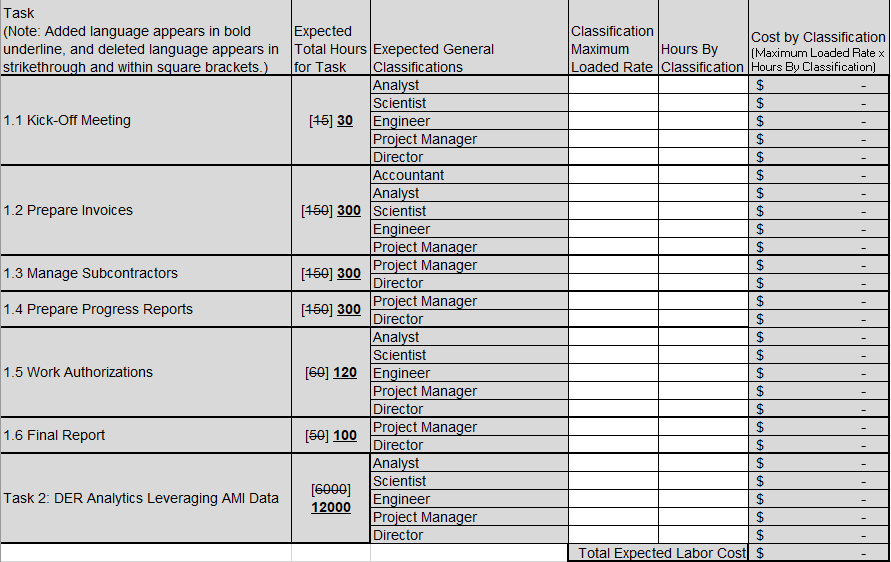 Task
(Note: Added language appears in bold
underline, and deleted language appears in
strikethrough and within square brackets.)
Expected
Total Hours
for Task
Exepected General
Classifications
Classification
Maximum
Loaded Rate
Hours By
Classification
Cost by Classification
(Maximum Loaded Rate x
Hours By Classification)
1.1 Kick-Off Meeting
[15] 30
Analyst $ -
Scientist $ -
Engineer $ -
Project Manager $ -
Director $ -
1.2 Prepare Invoices
[150] 300
Accountant $ -
Analyst $ -
Scientist $ -
Engineer $ -
Project Manager $ -
1.3 Manage Subcontractors
[150] 300
Project Manager $ -
Director $ -
1.4 Prepare Progress Reports
[150] 300
Project Manager $ -
Director $ -
1.5 Work Authorizations
[60] 120
Analyst $ -
Scientist $ -
Engineer $ -
Project Manager $ -
Director $ -
1.6 Final Report
[50] 100
Project Manager $ -
Director $ -
Task 2: DER Analytics Leveraging AMI Data
[6000]
12000
Analyst $ -
Scientist $ -
Engineer $ -
Project Manager $ -
Director $ -
Total Expected Labor Cost $ -